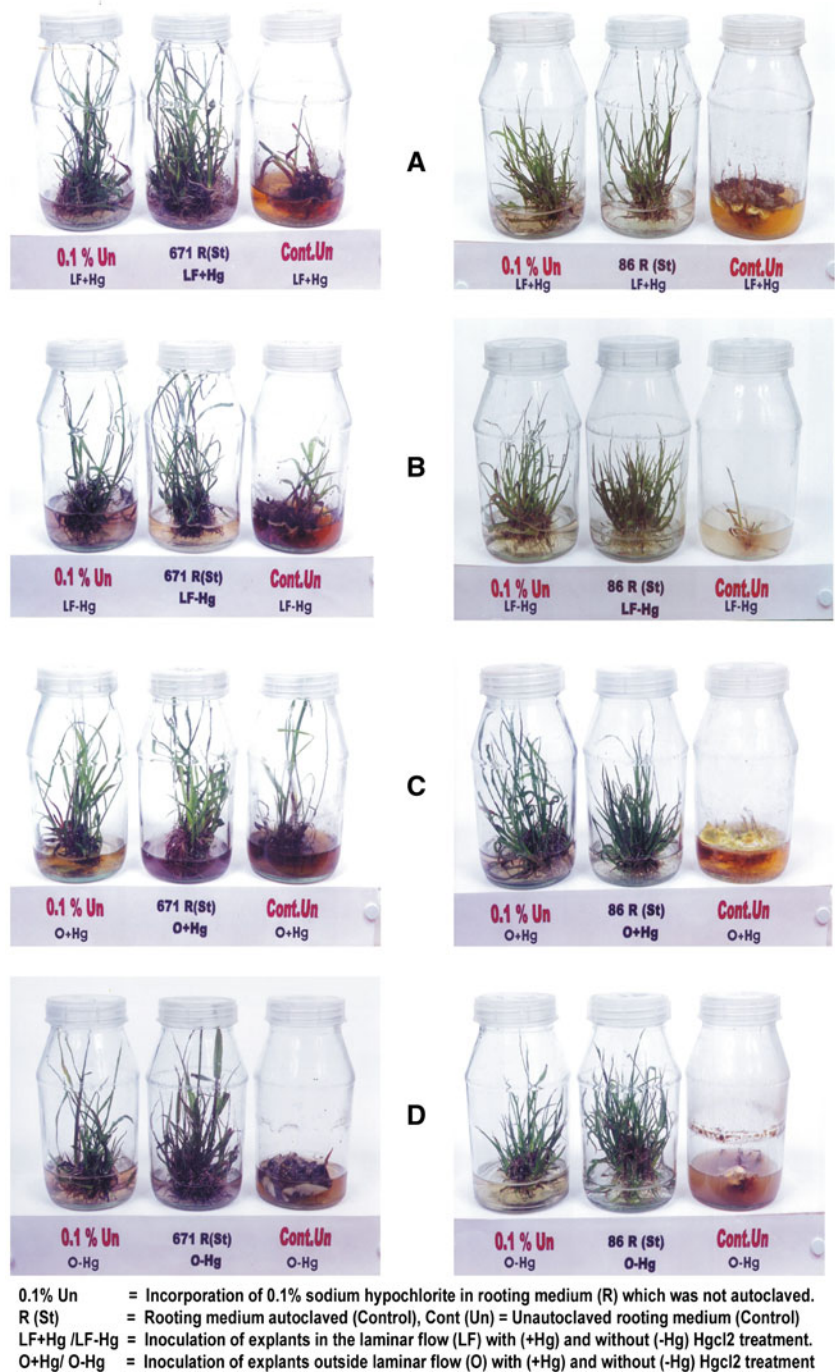 A
0.1 % Un 671 R(St) Cont.Un
LF+Hg LF+Hg LF+Hg
0.1 % Un 86 R (St) Cont.Un
LF+Hg LF+Hg LF+Hg
B
0.1 % Un 671 R(St) Cont.Un
LF-Hg LF-Hg LF-Hg
0.1 % Un 86 R (St) Cont.Un
LF-Hg LF-Hg LF-Hg
C
0.1 % Un 671 R(St) Cont.Un
O+Hg O+Hg O+Hg
0.1 % Un 86 R (St) Cont.Un
O+Hg O+Hg O+Hg
D
0.1 % Un 671 R(St) Cont.Un
O-Hg O-Hg O-Hg
0.1 % Un 86 R (St) Cont.Un
O-Hg O-Hg O-Hg
0.1% Un = Incorporation of 0.1% sodium hypochlorite in rooting medium (R) which was not autoclaved.
R (St) = Rooting medium autoclaved (Control), Cont (Un) = Unautoclaved rooting medium (Control)
LF+Hg /LF-Hg = Inoculation of explants in the laminar flow (LF) with (+Hg) and without (-Hg) Hgcl2 treatment.
O+Hg/ O-Hg = Inoculation of explants outside laminar flow (O) with (+Hg) and without (-Hg) Hgcl2 treatment